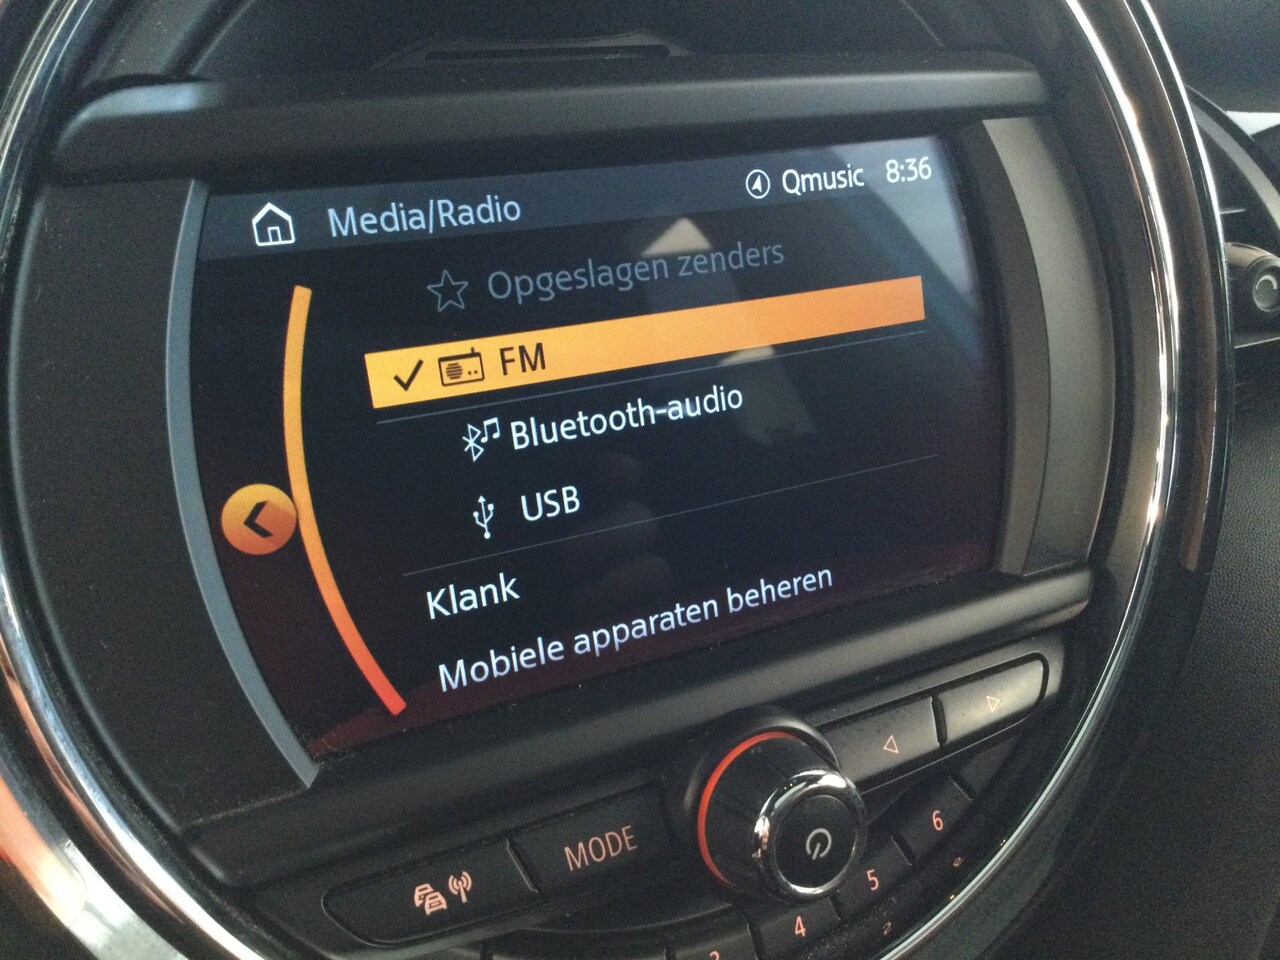 Media/Radio
Qmusic 8:36
Opgeslagen zenders
FM
Bluetooth-audio
USB
Klank
Mobiele apparaten beheren
MODE
6
5
4